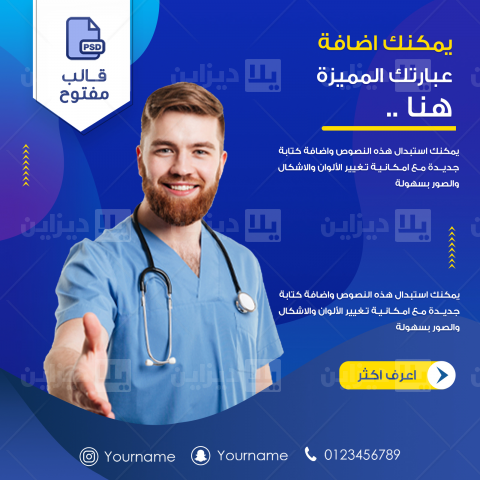 PSD
قالب
مفتوح
يمكنك اضافة
عبارتك المميزة
هنا ..
يمكنك استبدال هذه النصوص واضافة كتابة
جديدة مع امكانية تغيير الألوان والاشكال
والصور بسهولة
يمكنك استبدال هذه النصوص واضافة كتابة
جديدة مع امكانية تغيير الألوان والاشكال
والصور بسهولة
اعرف اكثر
Yourname
Yourname
0123456789
يلا ديزاين